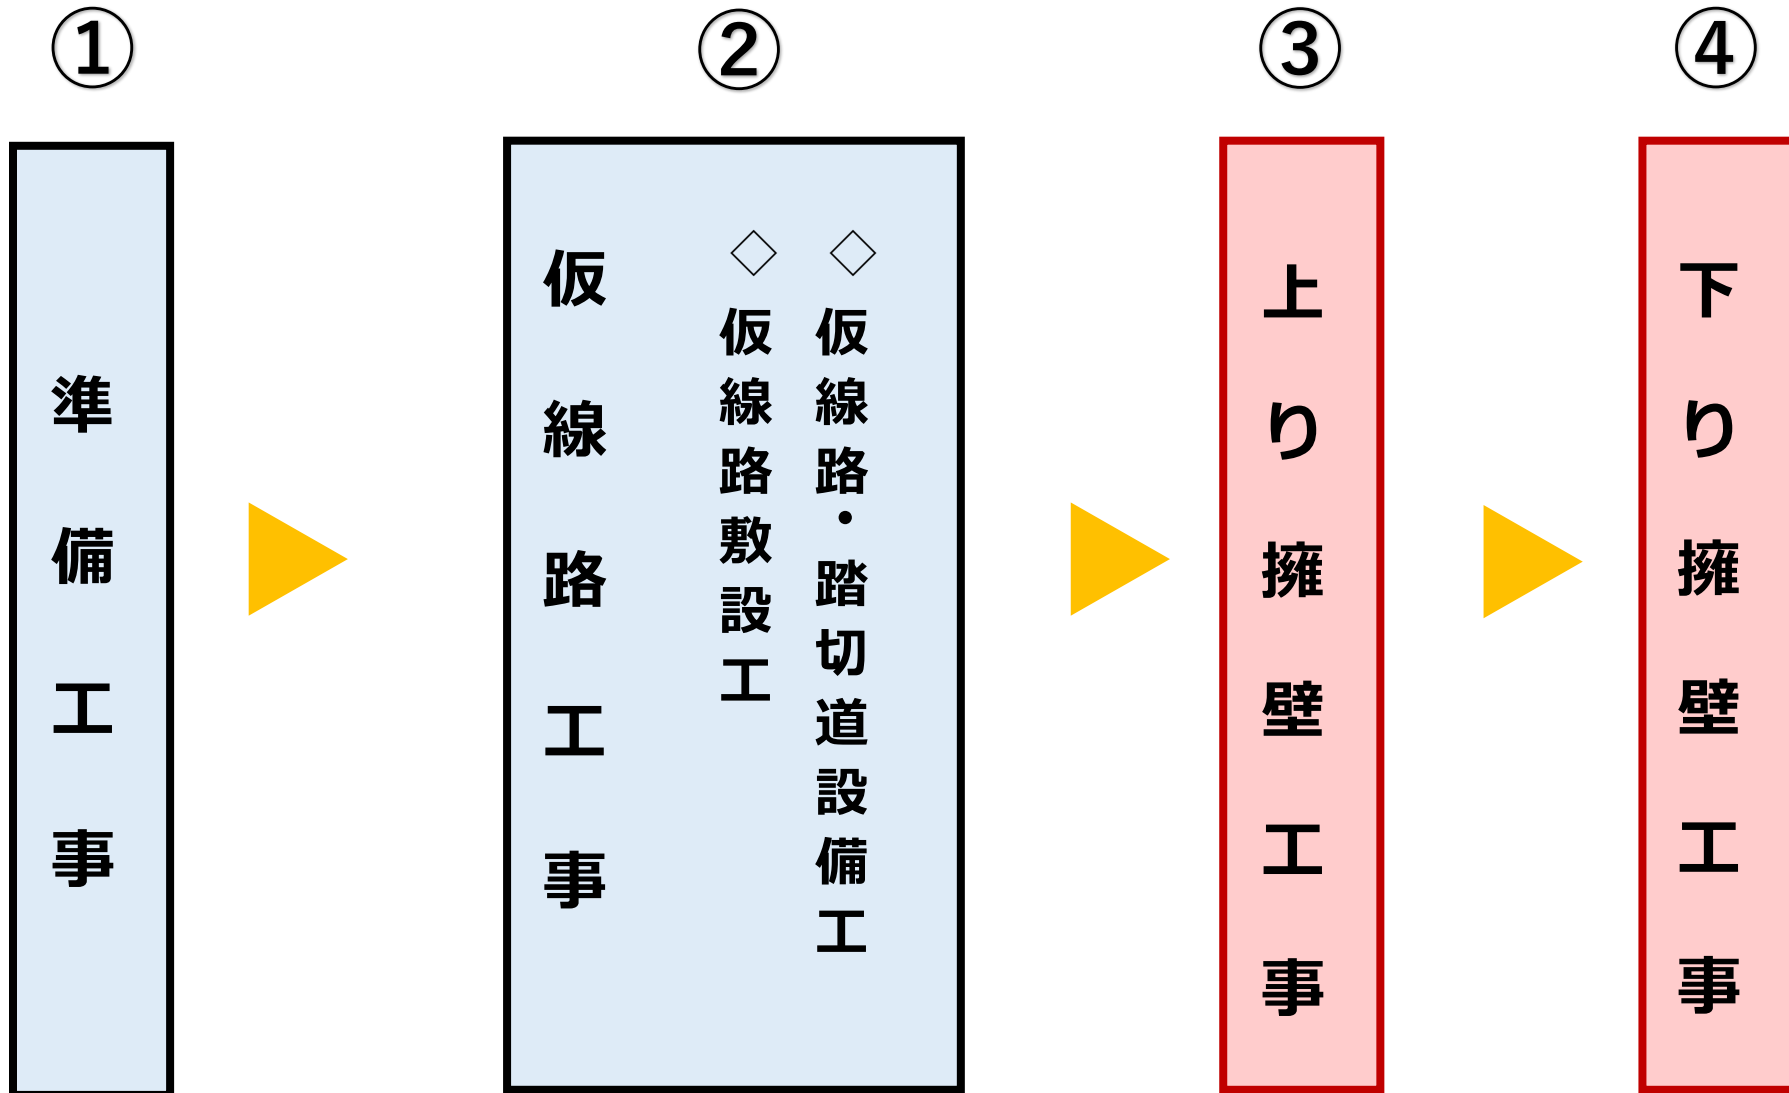 ①
準備工事
②
◇仮線路・踏切道設備工
◇仮線路敷設工
仮線路工事
③
上り擁壁工事
④
下り擁壁工事